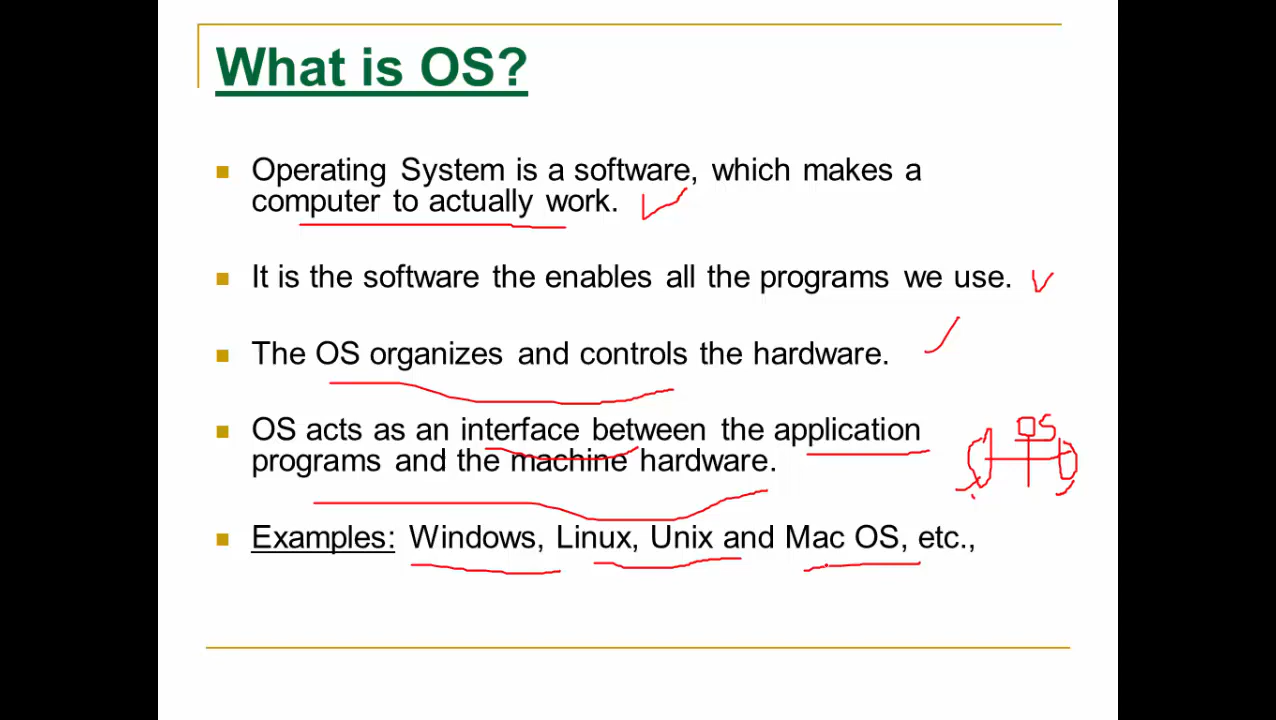 What is OS?
Operating System is a software, which makes a
computer to actually work.
It is the software the enables all the programs we use.
The OS organizes and controls the hardware.
OS acts as an interface between the application
programs and the machine hardware.
OS
Examples: Windows, Linux, Unix and Mac OS, etc.,